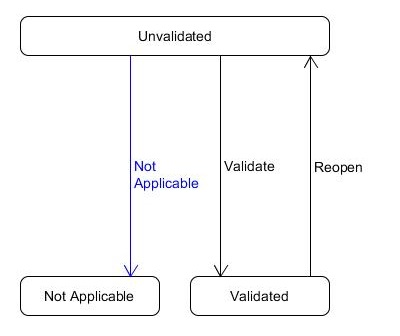 Unvalidated
Not
Applicable
Validate
Reopen
Not Applicable
Validated